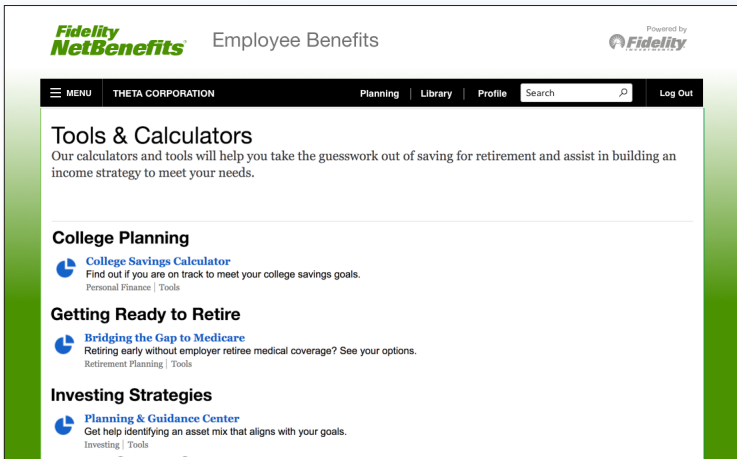 Fidelity
NetBenefits®
Employee Benefits
Powered by
Fidelity
INVESTMENTS
MENU
THETA CORPORATION
Planning | Library | Profile
Search
Log Out
Tools & Calculators
Our calculators and tools will help you take the guesswork out of saving for retirement and assist in building an
income strategy to meet your needs.
College Planning
College Savings Calculator
Find out if you are on track to meet your college savings goals.
Personal Finance | Tools
Getting Ready to Retire
Bridging the Gap to Medicare
Retiring early without employer retiree medical coverage? See your options.
Retirement Planning | Tools
Investing Strategies
Planning & Guidance Center
Get help identifying an asset mix that aligns with your goals.
Investing | Tools